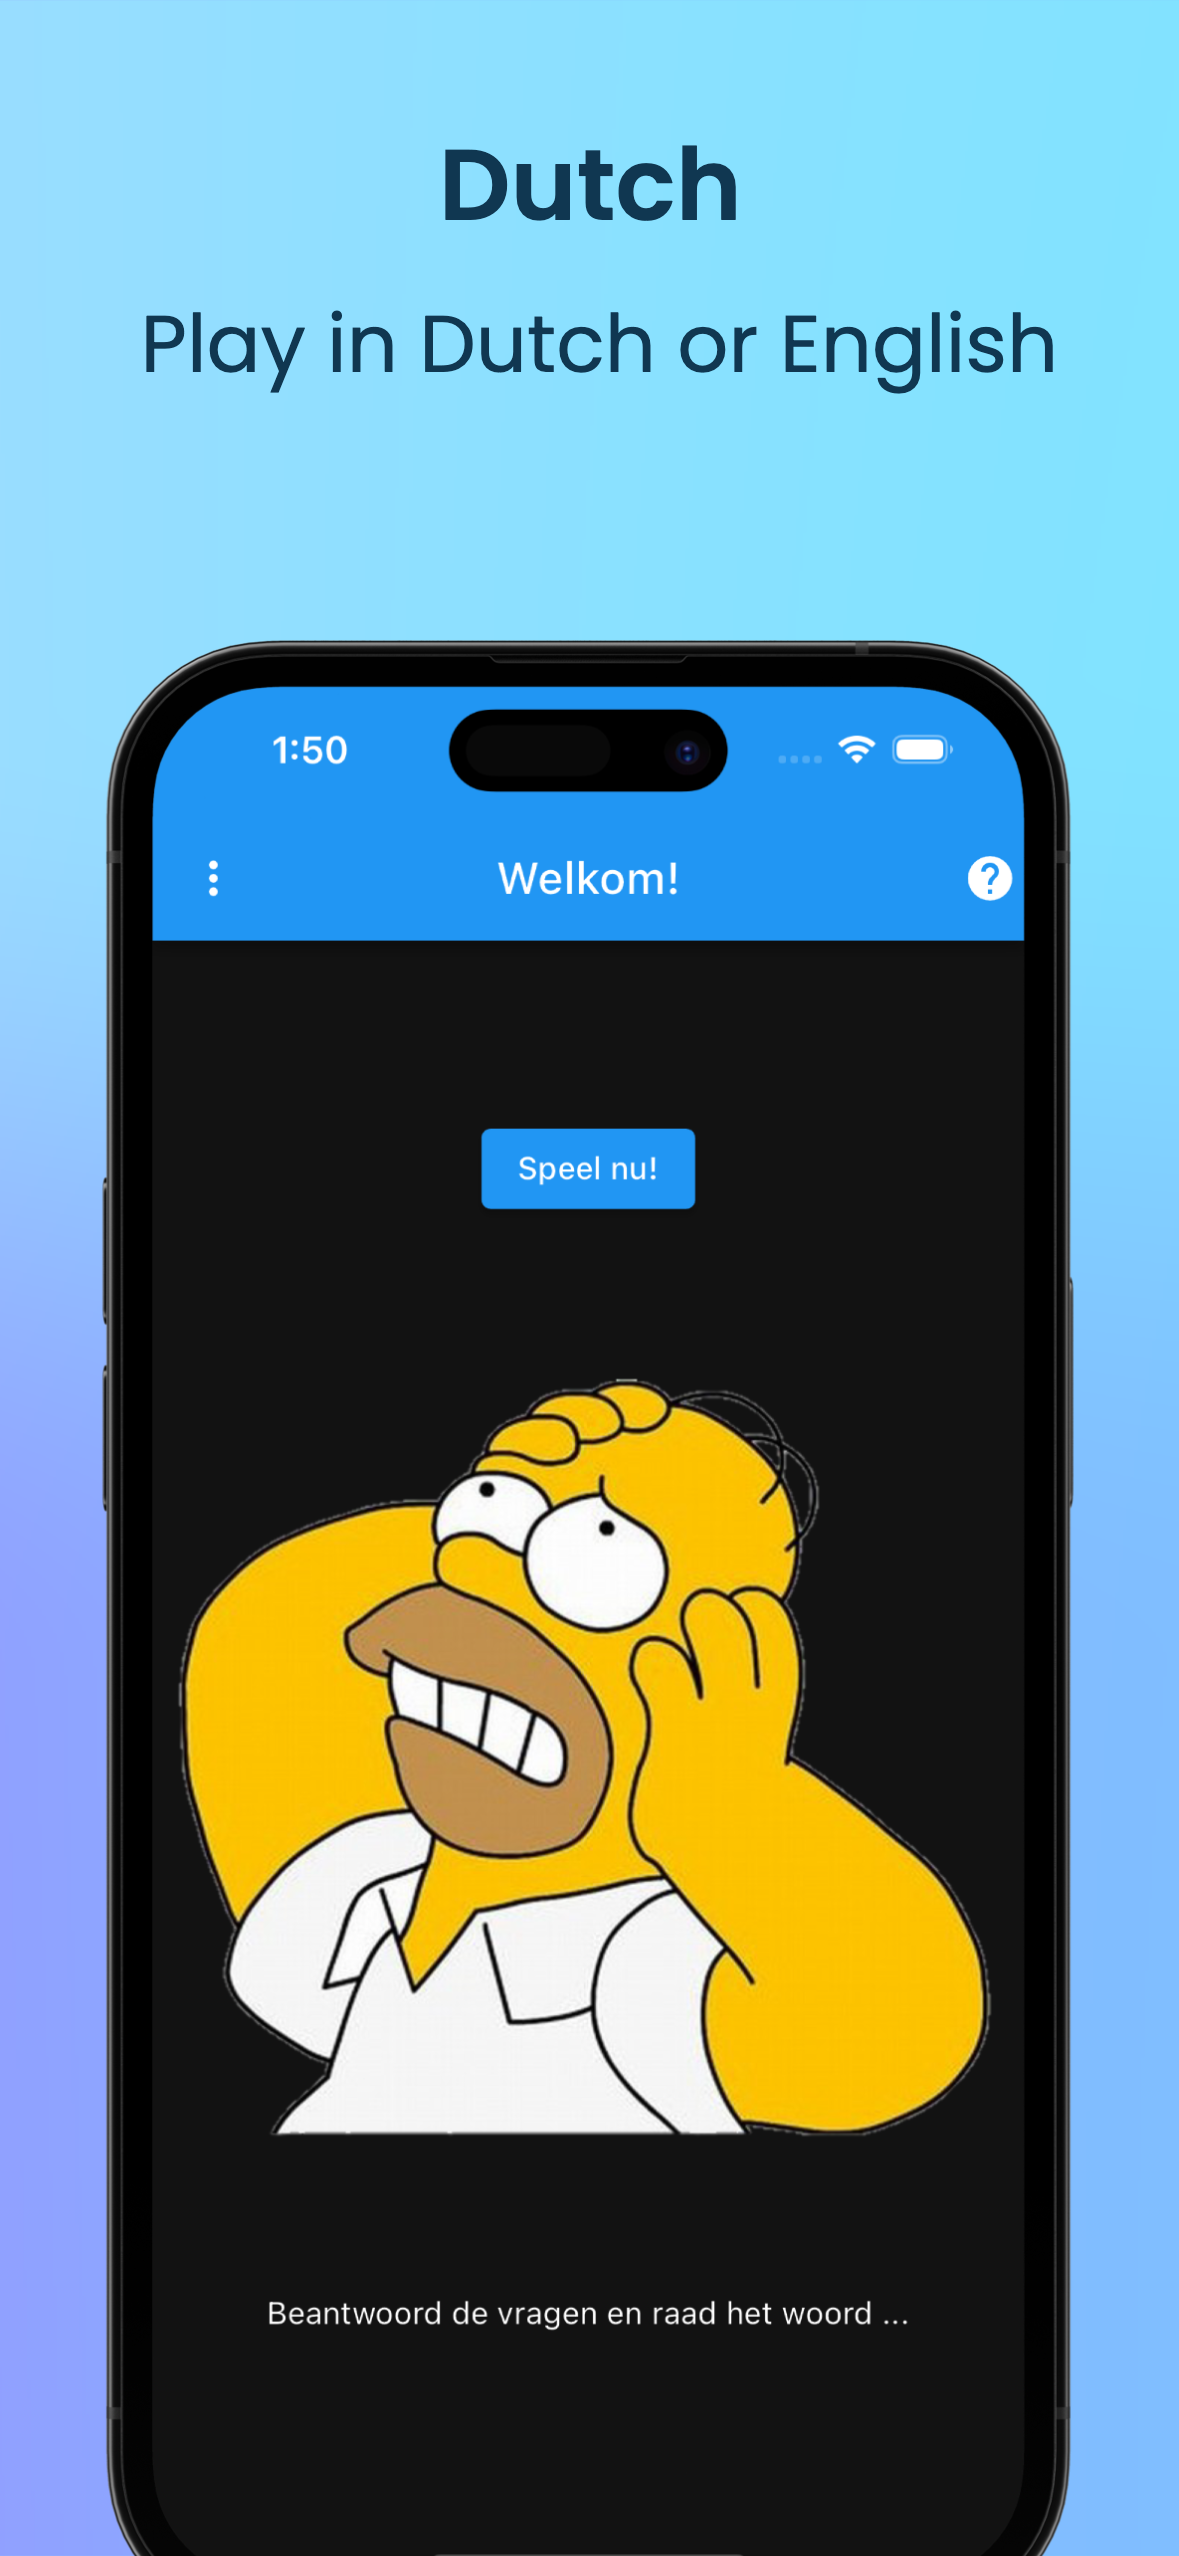 Dutch
Play in Dutch or English
1:50
Welkom!
Speel nu!
Beantwoord de vragen en raad het woord ...